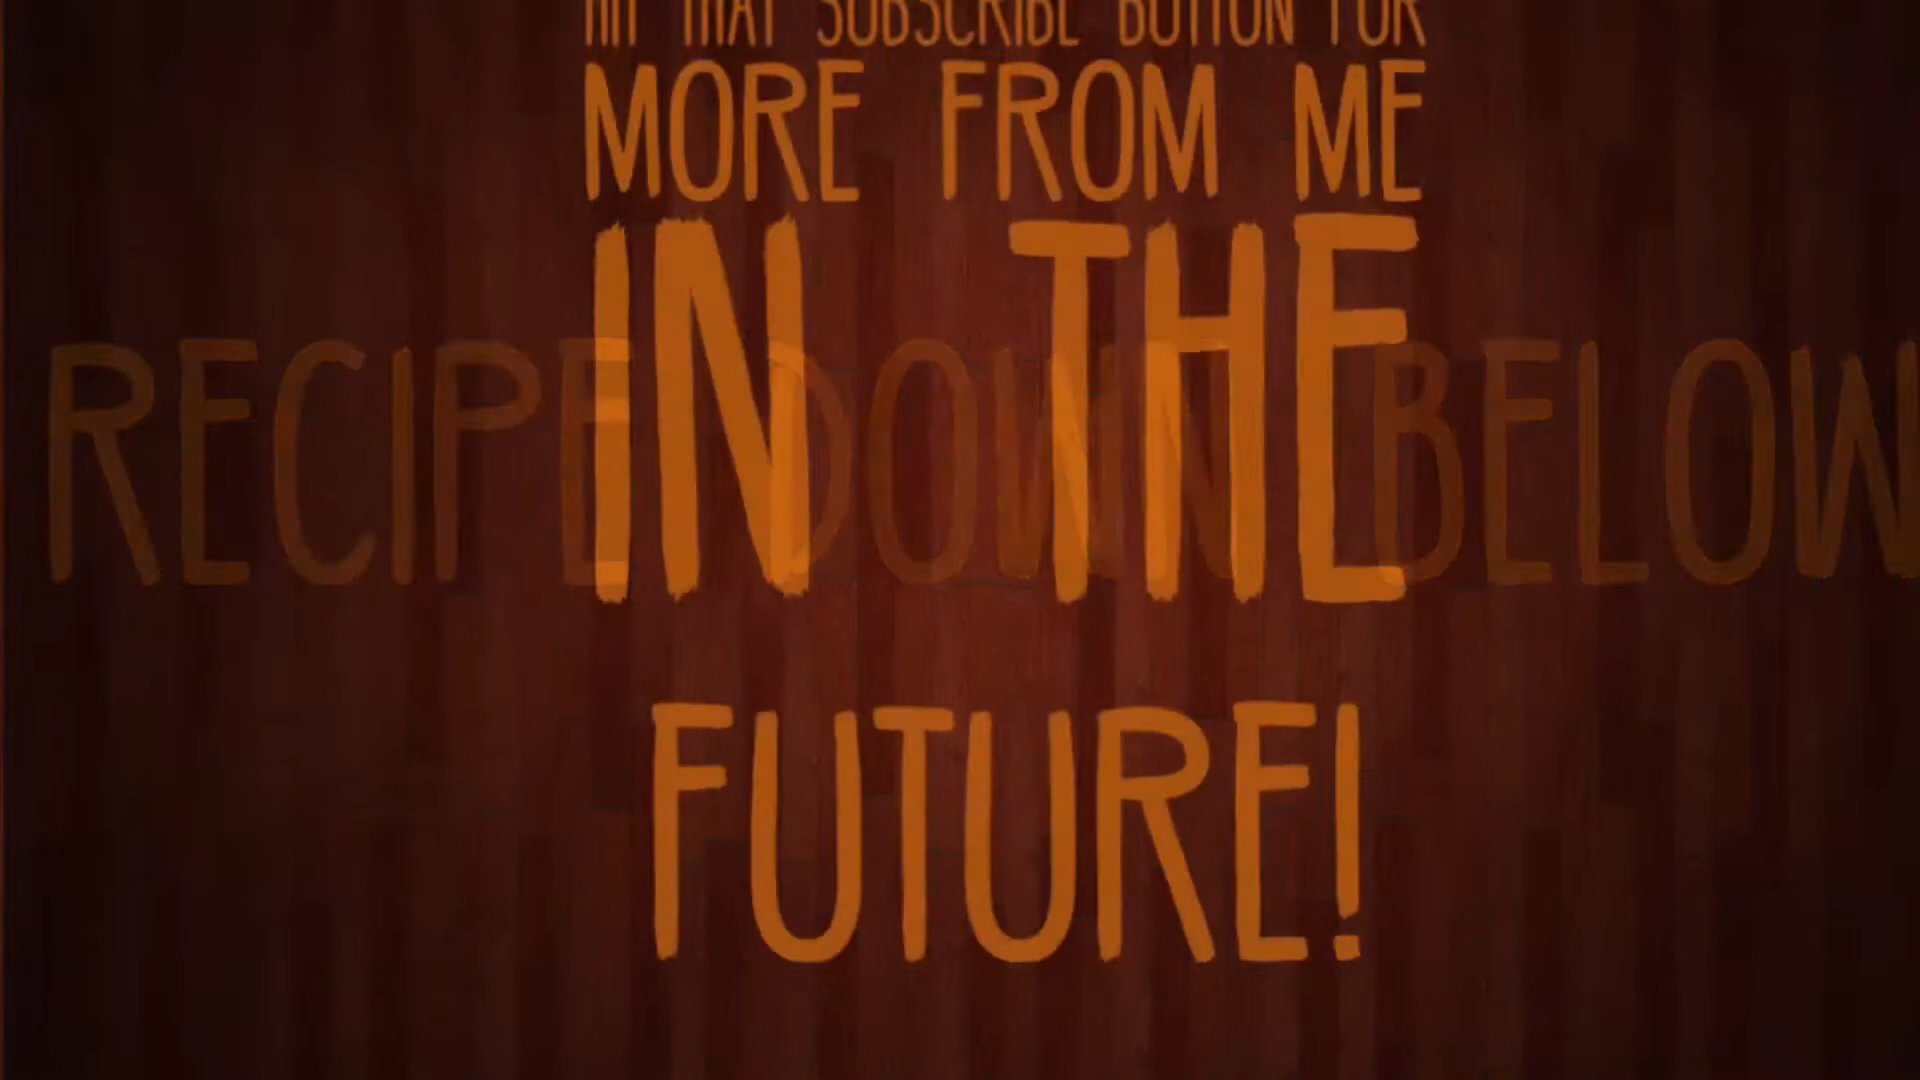 HIT THAT SUBSCRIBE BUTTON FOR
MORE FROM ME
IN THE
RECIPE DOWN BELOW
FUTURE!